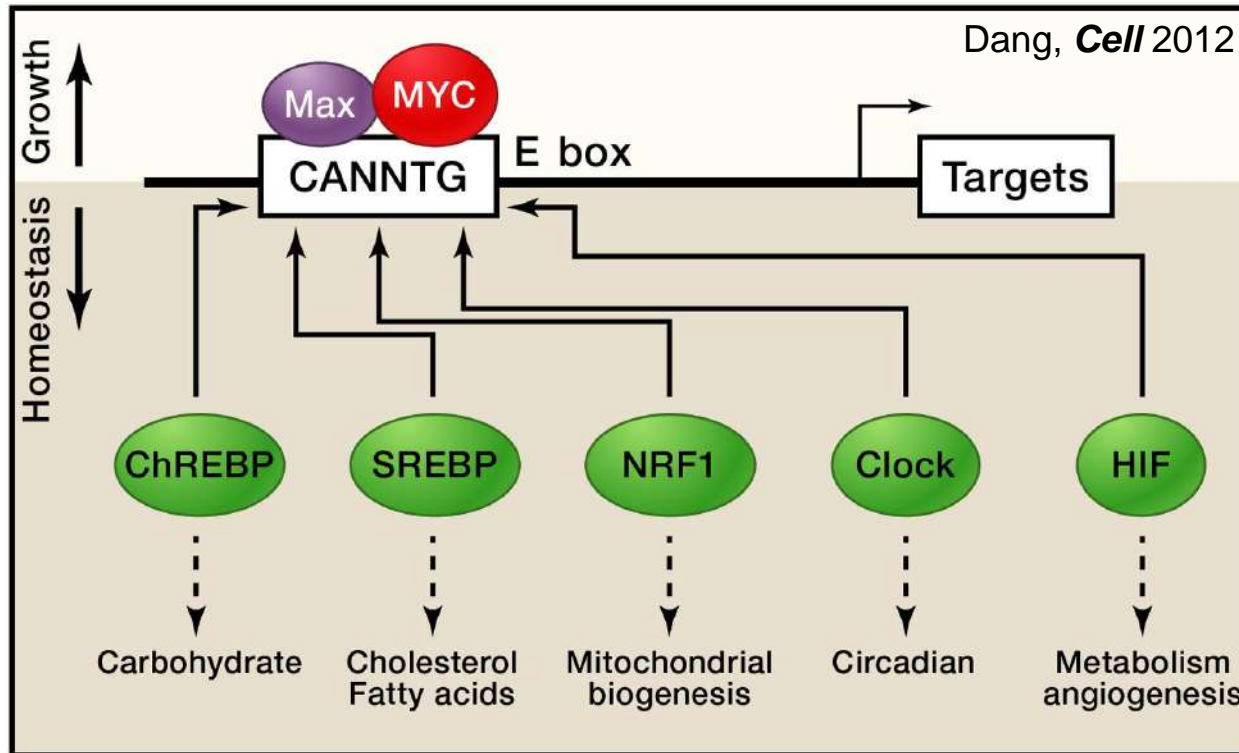 Dang, Cell 2012
Growth
Max
MYC
CANNTG
E box
Targets
Homeostasis
ChREBP
SREBP
NRF1
Clock
HIF
Carbohydrate
Cholesterol
Fatty acids
Mitochondrial
biogenesis
Circadian
Metabolism
angiogenesis